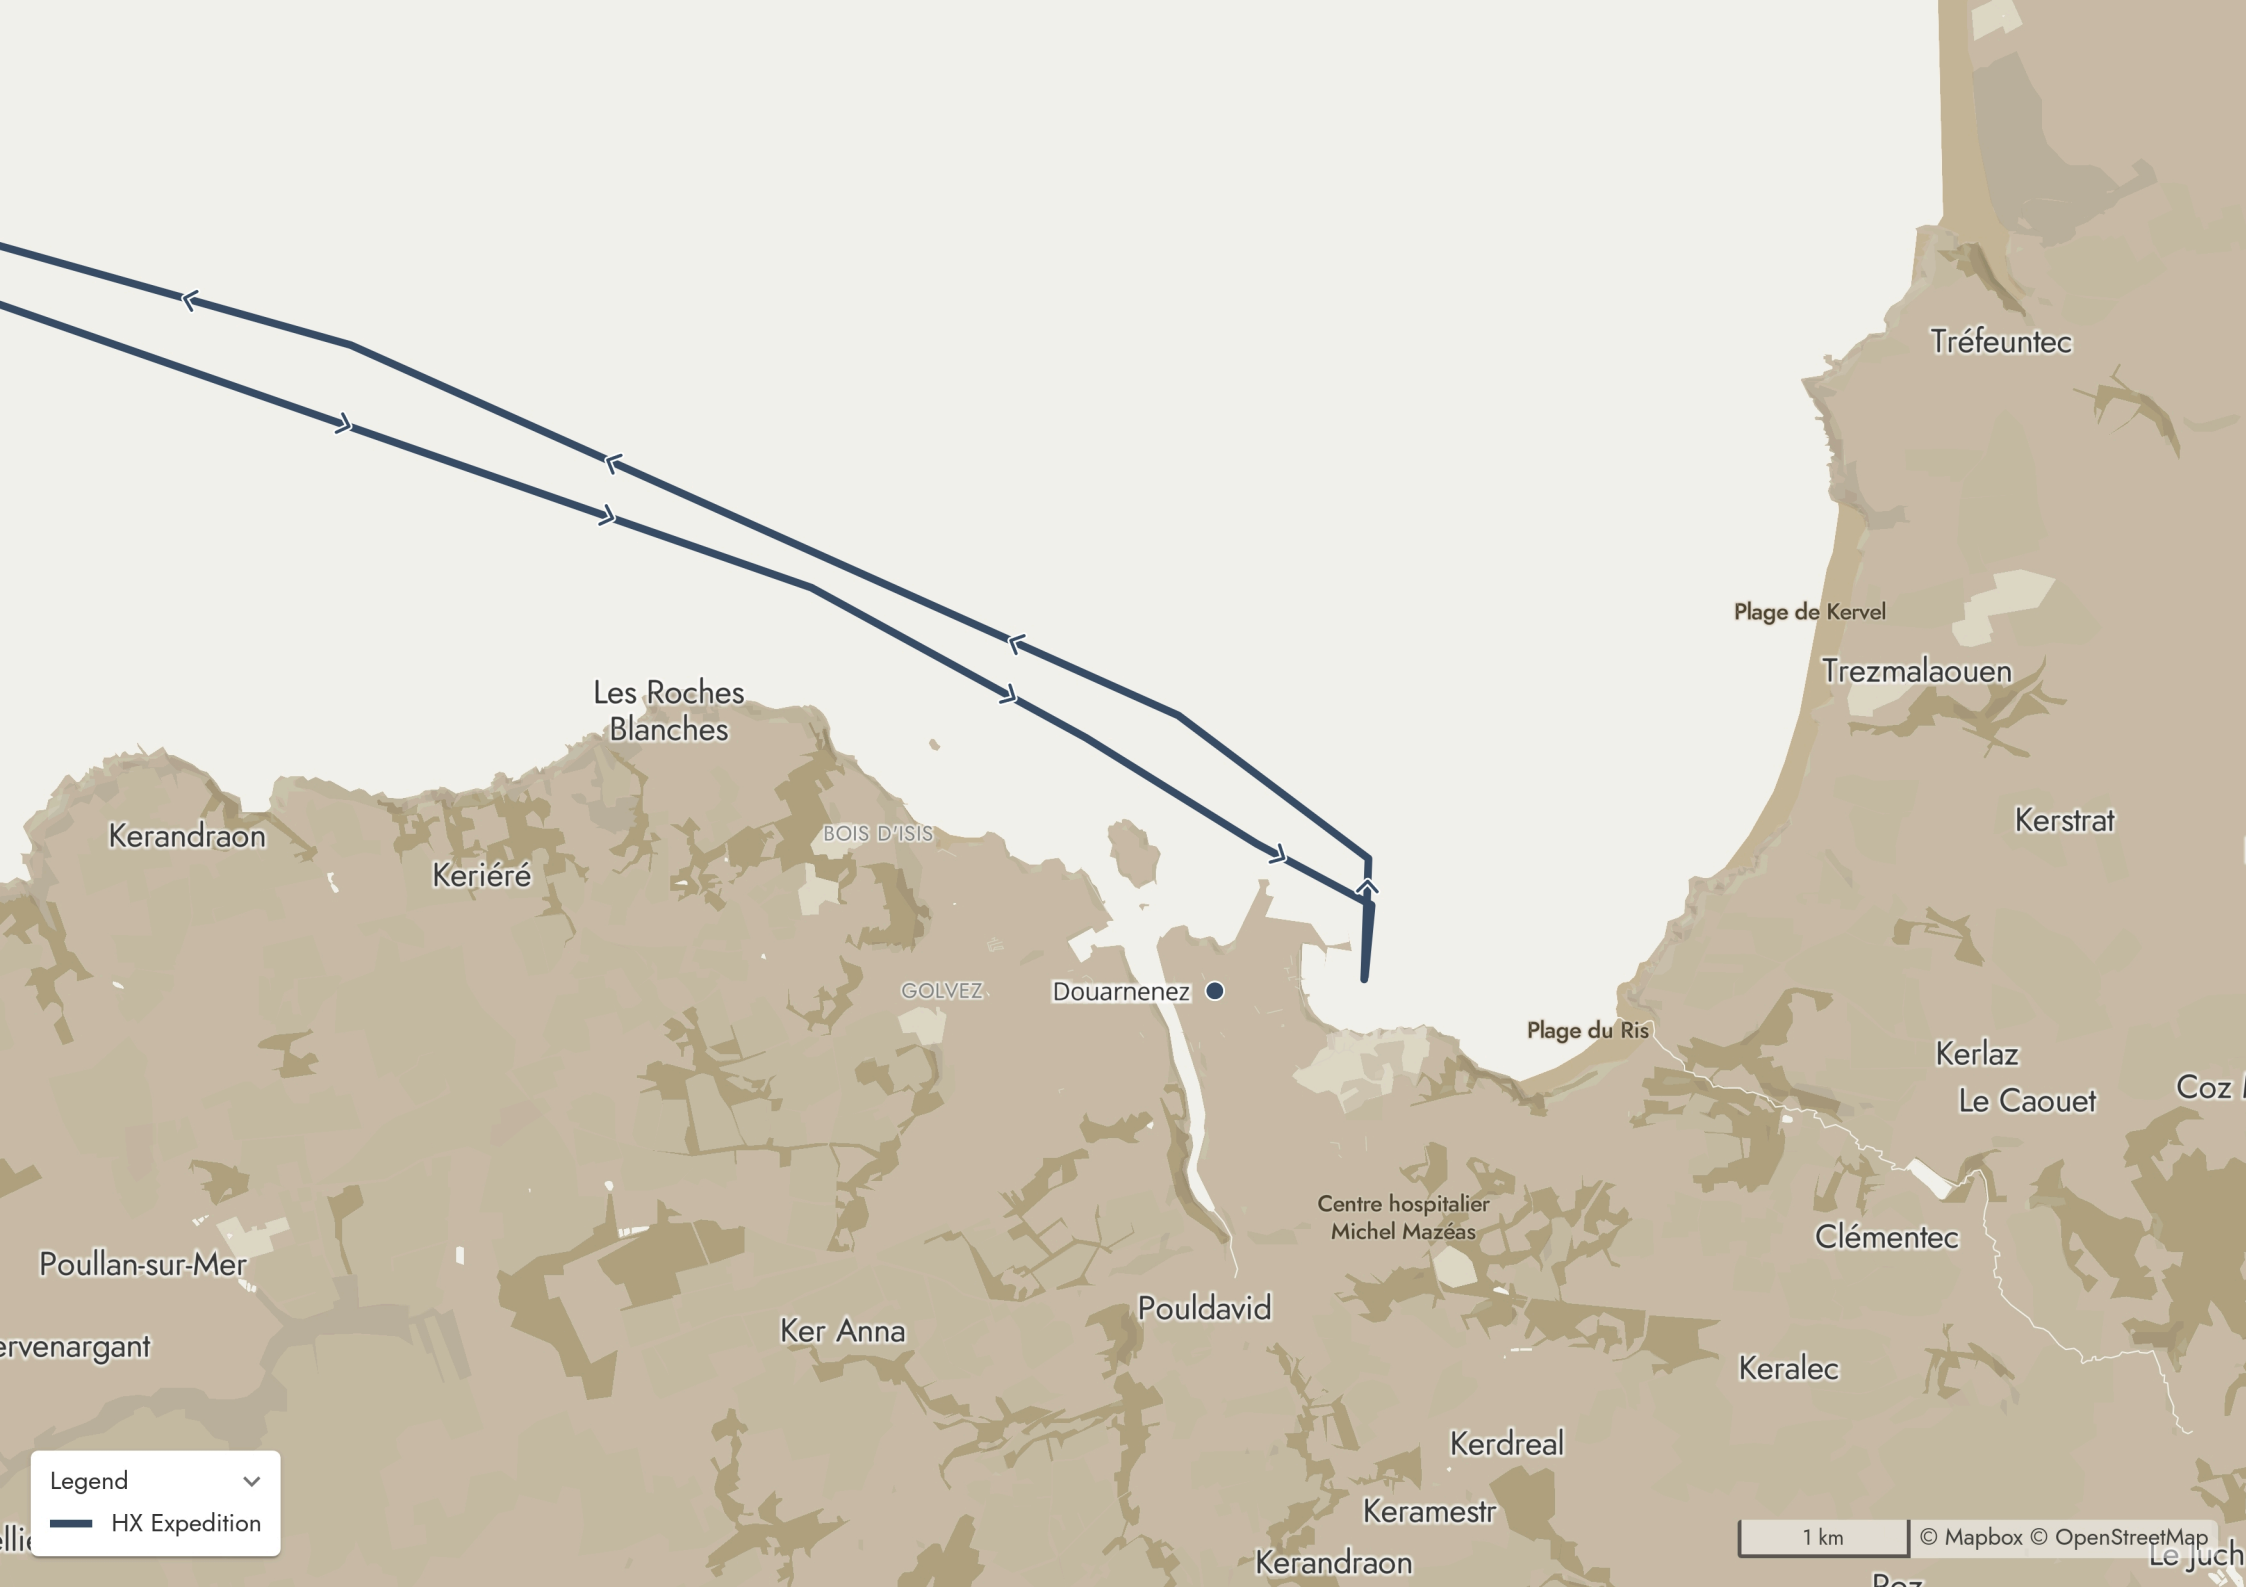 Tréfeuntec
Plage de Kervel
Trezmalaouen
Les Roches
Blanches
Kerstrat
BOIS D'ISIS
Kerandraon
Keriéré
GOLVEZ
Douarnenez
Plage du Ris
Kerlaz
Le Caouet
Coz
Centre hospitalier
Michel Mazéas
Clémentec
Poullan-sur-Mer
Pouldavid
Ker Anna
ervenargant
Keralec
Kerdreal
Legend
Keramestr
HX Expedition
1 km
© Mapbox © OpenStreetMap
Le Juch
Kerandraon